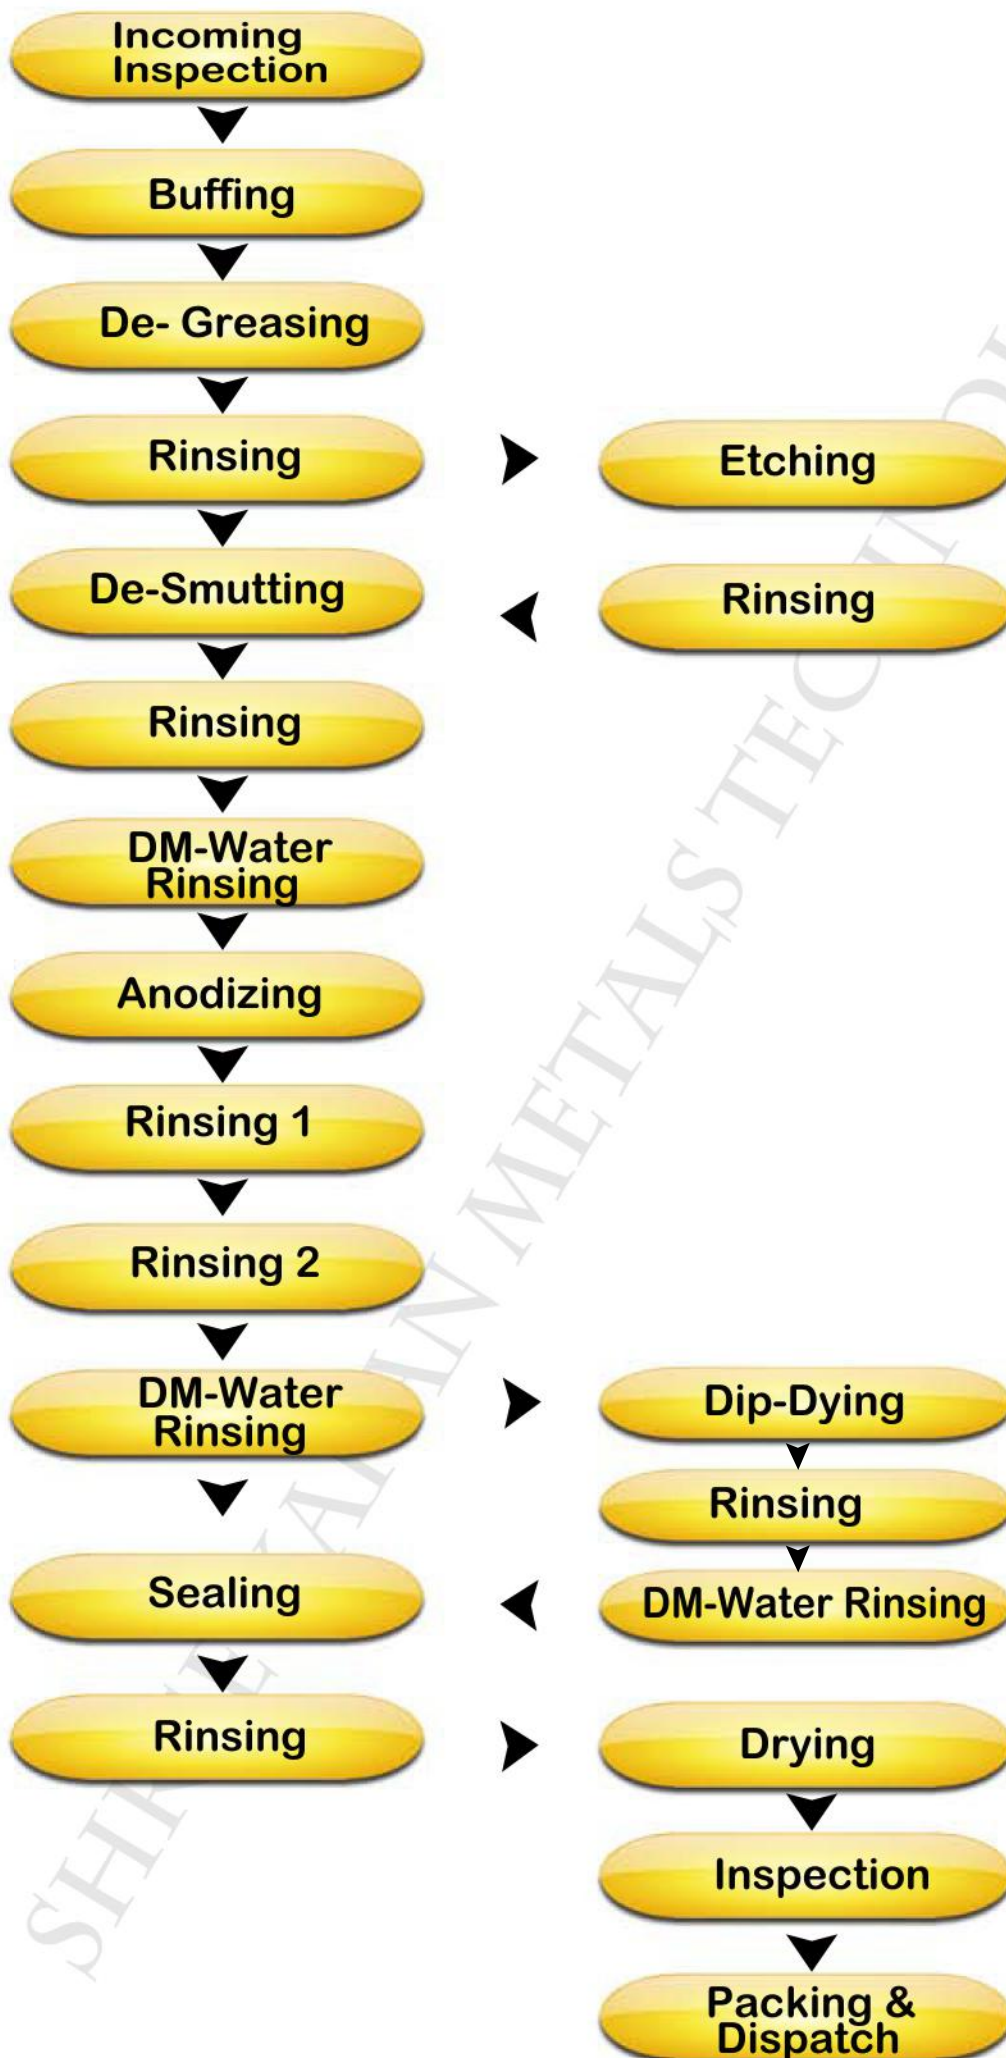 Incoming
Inspection
Buffing
De- Greasing
Rinsing
Etching
De-Smutting
Rinsing
Rinsing
DM-Water
Rinsing
Anodizing
Rinsing 1
Rinsing 2
DM-Water
Rinsing
Dip-Dying
Rinsing
Sealing
DM-Water Rinsing
Rinsing
Drying
Inspection
Packing &
Dispatch
METALS